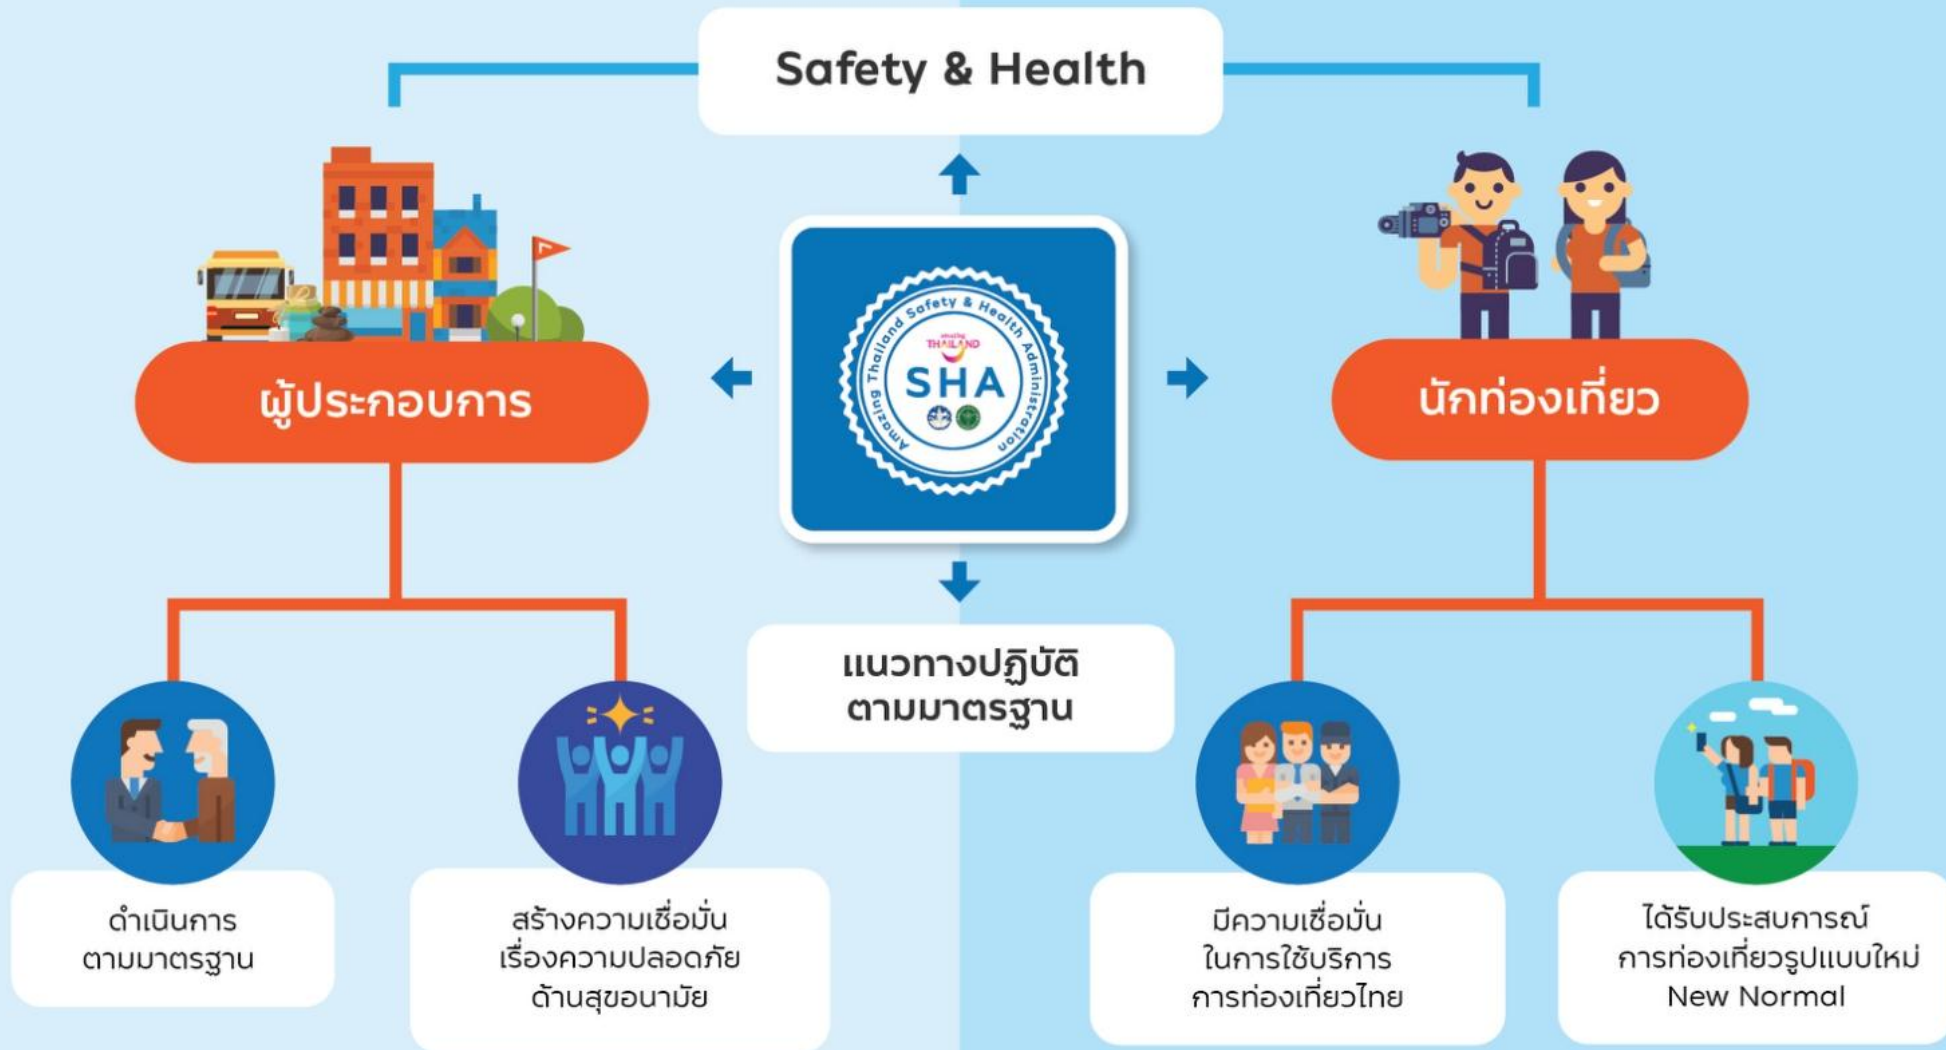 Safety & Health
ผู้ประกอบการ
Amazing Thailand Safety & Health Administration
amazing
THAILAND
SHA
นักท่องเที่ยว
แนวทางปฏิบัติ
ตามมาตรฐาน
ดำเนินการ
ตามมาตรฐาน
สร้างความเชื่อมั่น
เรื่องความปลอดภัย
ด้านสุขอนามัย
มีความเชื่อมั่น
ในการใช้บริการ
การท่องเที่ยวไทย
ได้รับประสบการณ์
การท่องเที่ยวรูปแบบใหม่
New Normal